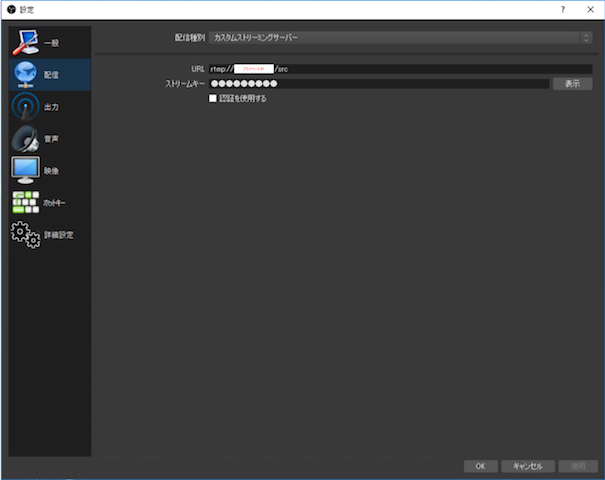 設定
一般
配信
出力
音声
映像
ホットキー
詳細設定
配信種別 カスタムストリーミングサーバー
URL rtmp:// /src
ストリームキー ●●●●●●●●● 表示
認証を使用する
OK キャンセル 適用